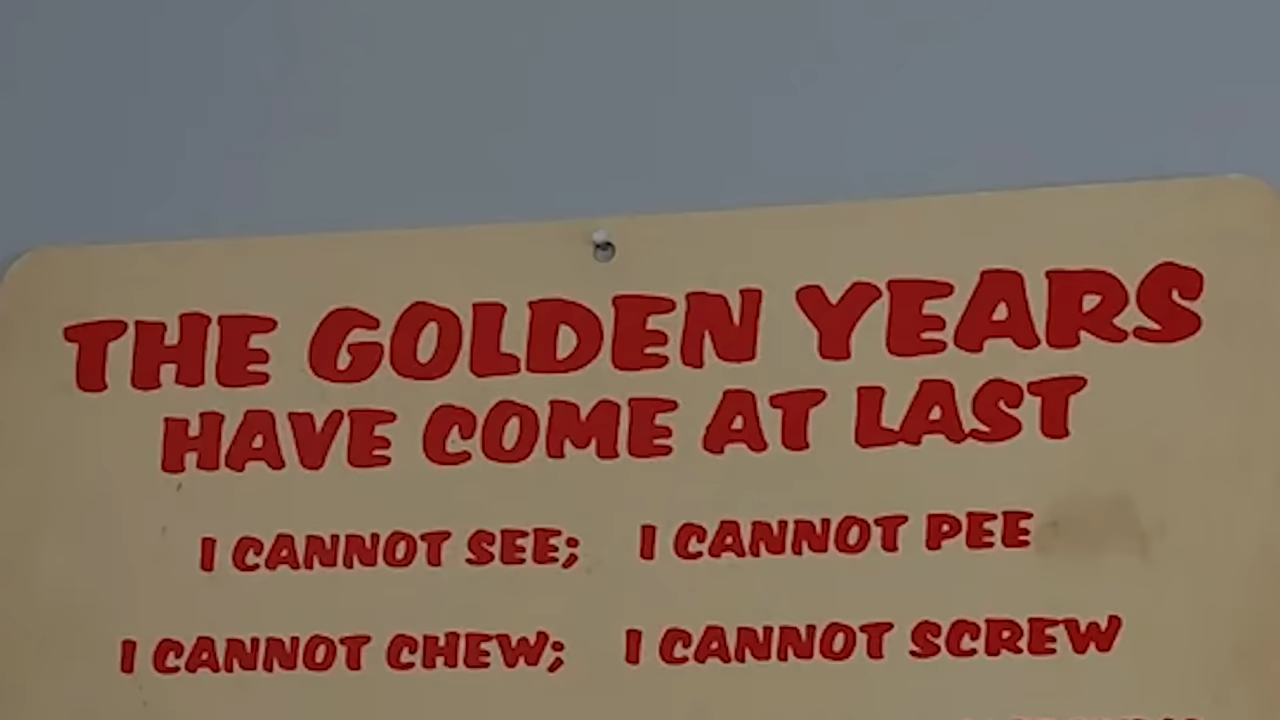 THE GOLDEN YEARS
HAVE COME AT LAST
I CANNOT SEE; I CANNOT PEE
I CANNOT CHEW; I CANNOT SCREW